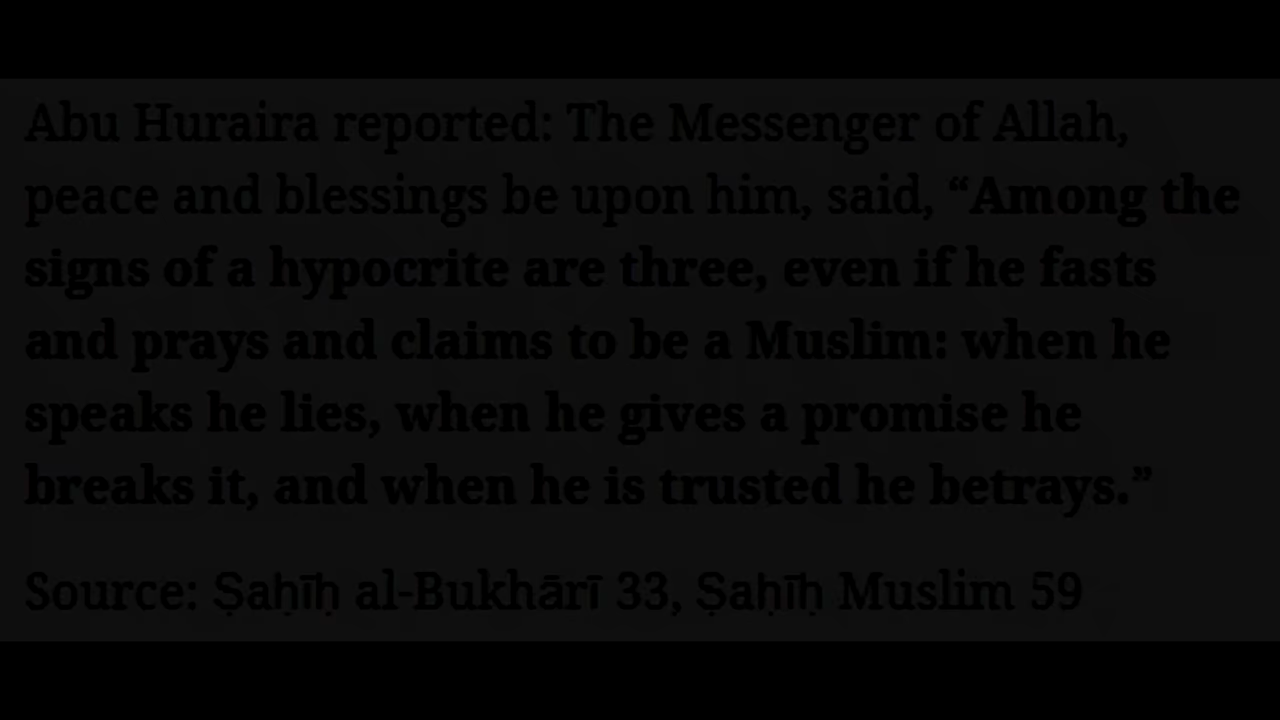 Abu Huraira reported: The Messenger of Allah,
peace and blessings be upon him, said, “Among the
signs of a hypocrite are three, even if he fasts
and prays and claims to be a Muslim: when he
speaks he lies, when he gives a promise he
breaks it, and when he is trusted he betrays.”
Source: Ṣaḥīḥ al-Bukhārī 33, Ṣaḥīḥ Muslim 59